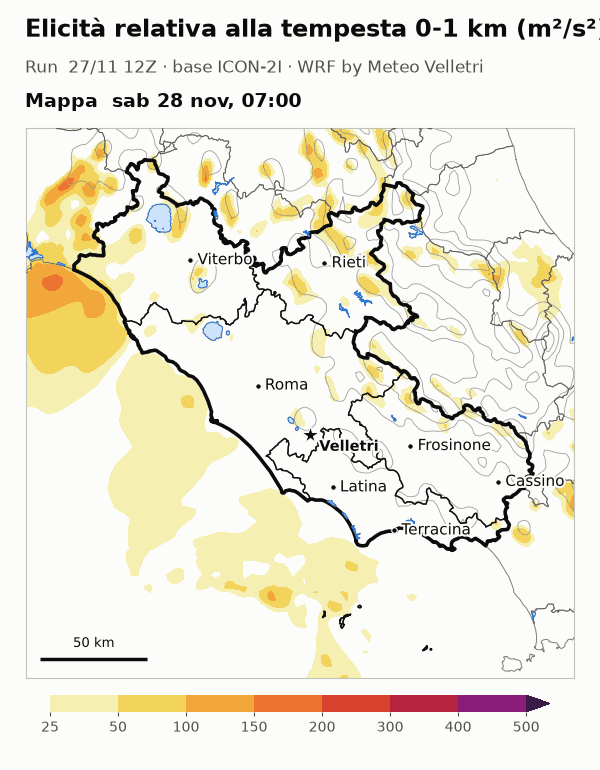 Elicità relativa alla tempesta 0-1 km (m²/s²)
Run 27/11 12Z · base ICON-2I · WRF by Meteo Velletri
Mappa sab 28 nov, 07:00
Viterbo
Rieti
Roma
Velletri
Frosinone
Cassino
Latina
Terracina
50 km
25 50 100 150 200 300 400 500